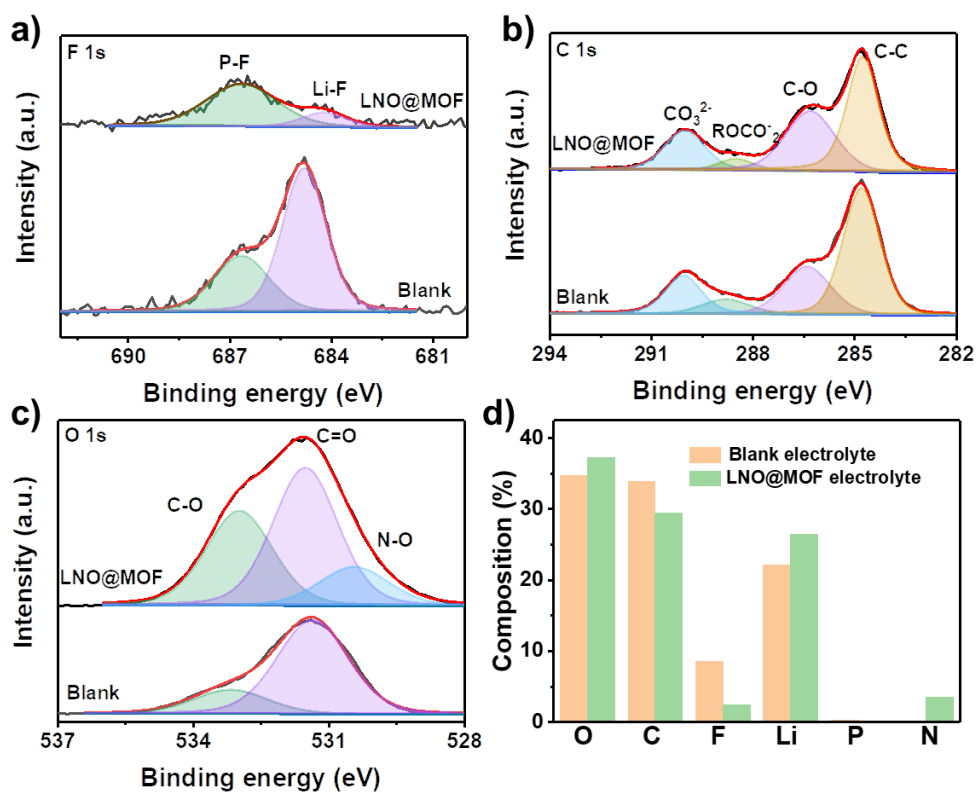 a)
F 1s
P-F
Li-F
LNO@MOF
Blank
Intensity (a.u.)
690 687 684 681
Binding energy (eV)
b)
C 1s
C-C
C-O
CO₃²⁻
ROCO⁻₂
LNO@MOF
Blank
Intensity (a.u.)
294 291 288 285 282
Binding energy (eV)
c)
O 1s
C=O
C-O
N-O
LNO@MOF
Blank
Intensity (a.u.)
537 534 531 528
Binding energy (eV)
d)
Blank electrolyte
LNO@MOF electrolyte
Composition (%)
40
30
20
10
0
O C F Li P N